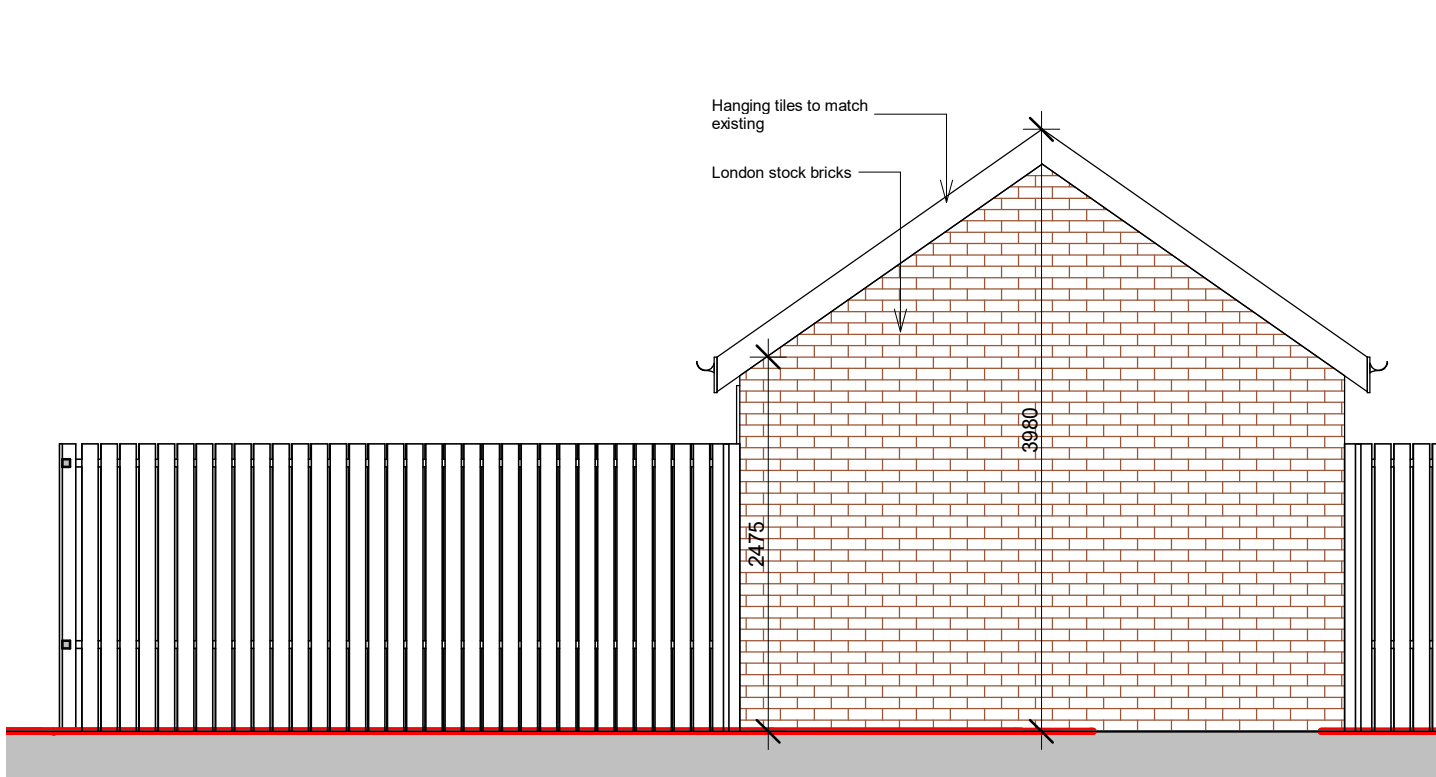 Hanging tiles to match
existing
London stock bricks
3980
2475